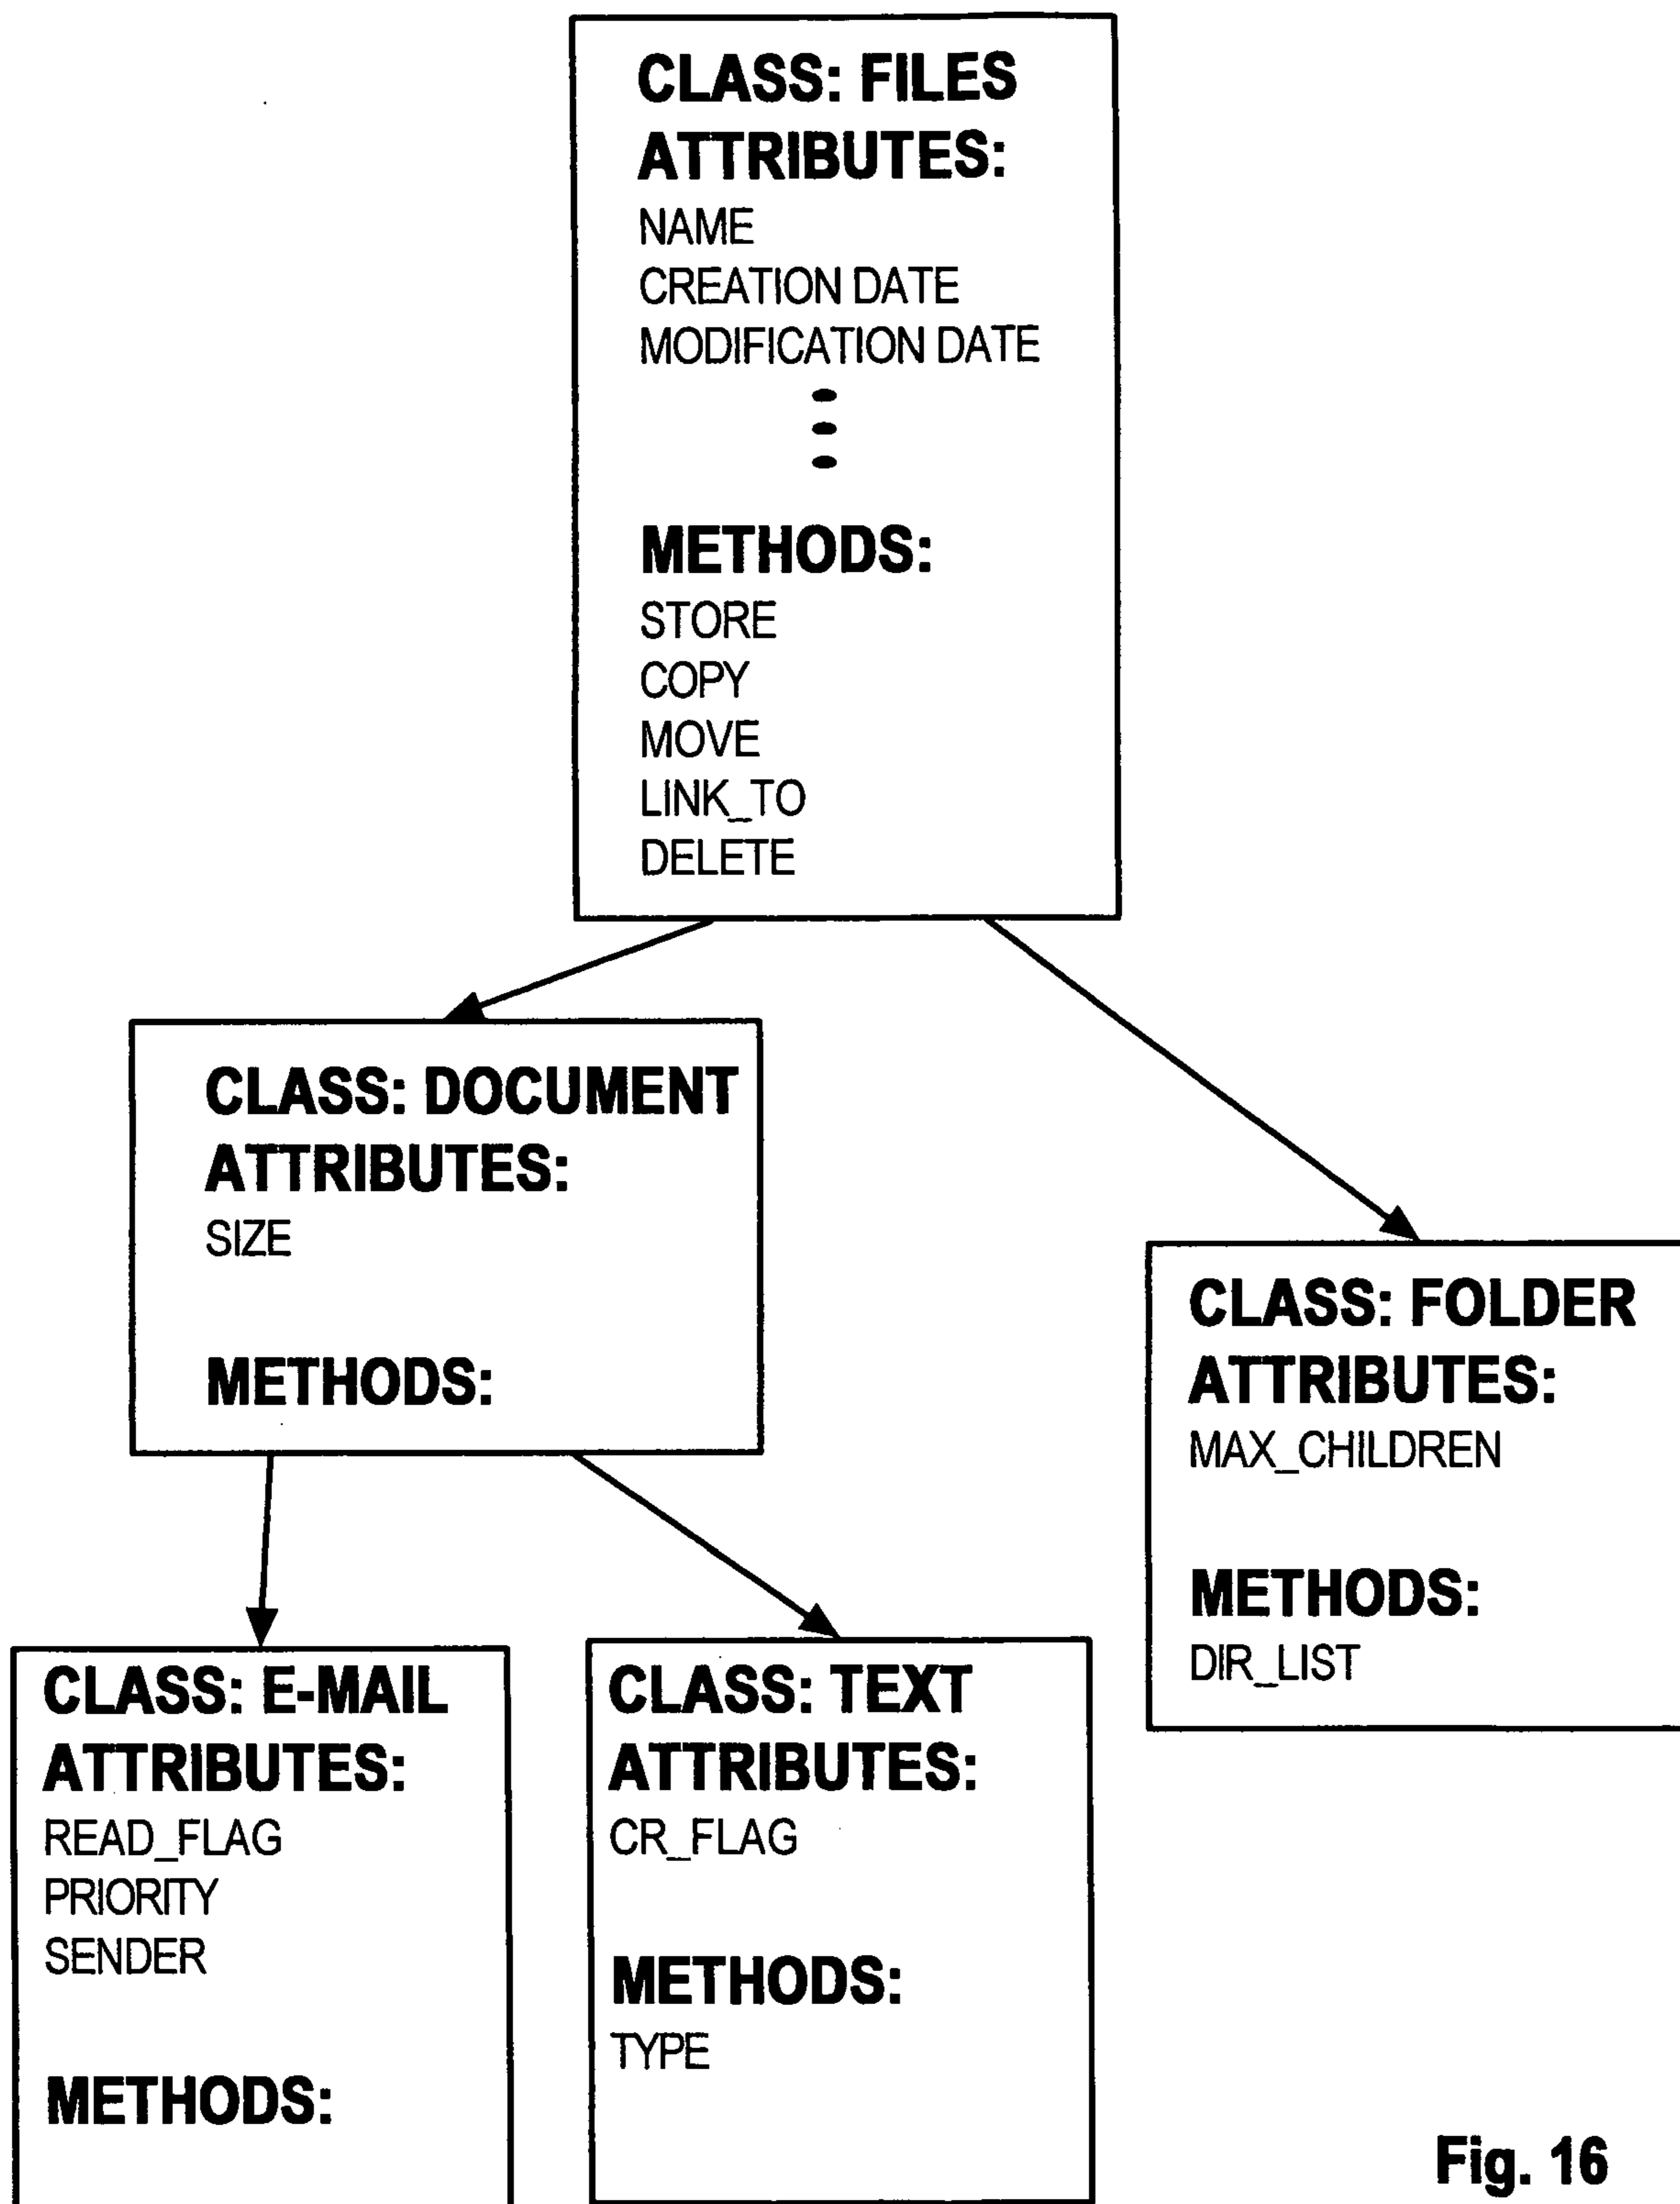 CLASS: FILES
ATTRIBUTES:
NAME
CREATION DATE
MODIFICATION DATE
METHODS:
STORE
COPY
MOVE
LINK_TO
DELETE
CLASS: DOCUMENT
ATTRIBUTES:
SIZE
METHODS:
CLASS: FOLDER
ATTRIBUTES:
MAX_CHILDREN
METHODS:
DIR_LIST
CLASS: E-MAIL
ATTRIBUTES:
READ_FLAG
PRIORITY
SENDER
METHODS:
CLASS: TEXT
ATTRIBUTES:
CR_FLAG
METHODS:
TYPE
Fig. 16